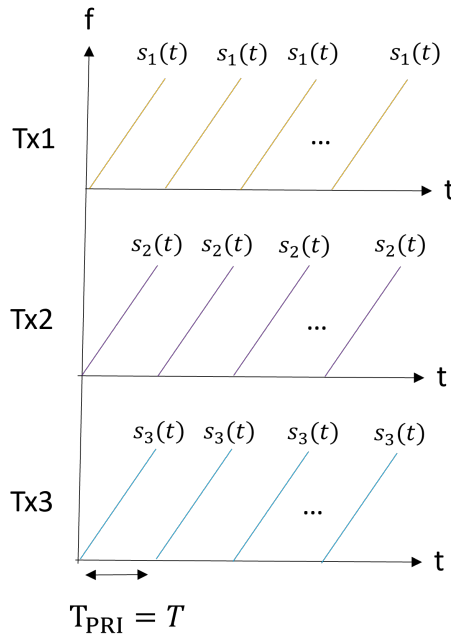 f
s₁(t) s₁(t) s₁(t) s₁(t)
Tx1
...
t
s₂(t) s₂(t) s₂(t) s₂(t)
Tx2
...
t
s₃(t) s₃(t) s₃(t) s₃(t)
Tx3
...
t
T_PRI = T